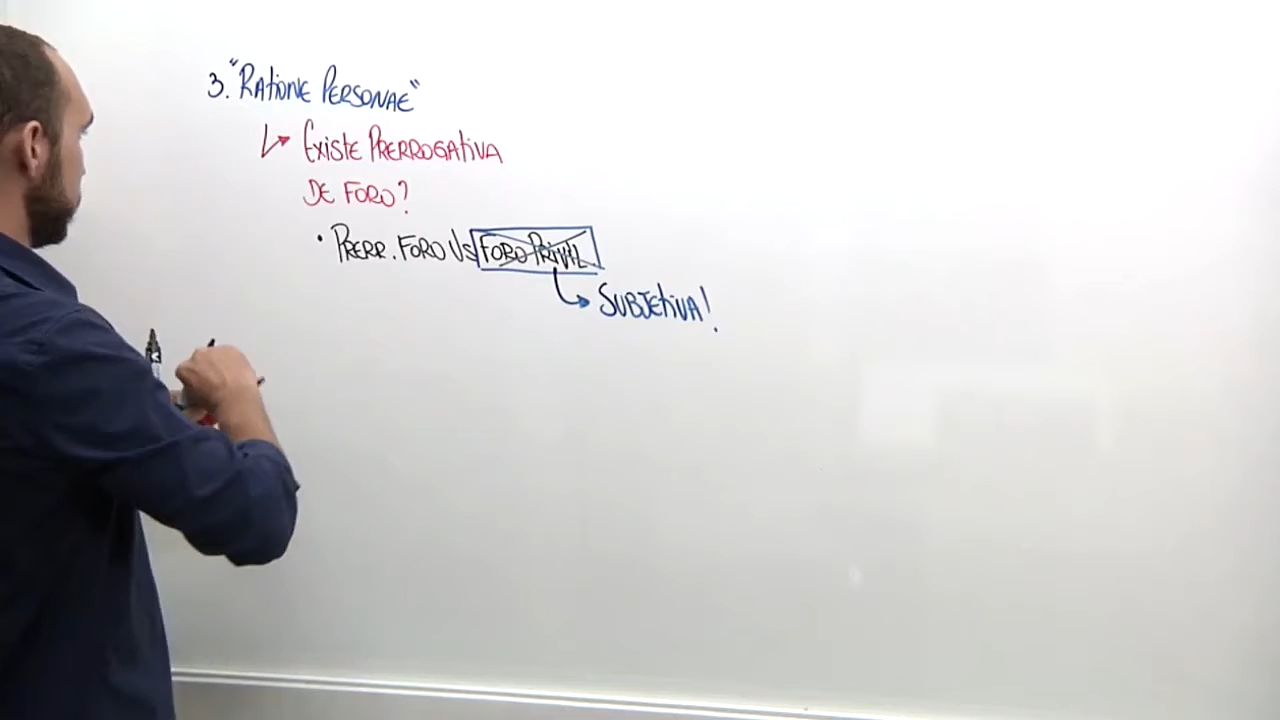 3. "RATIONE PERSONAE"
EXISTE PRERROGATIVA
DE FORO?
• PRERR. FORO VS FORO PRIVIL.
SUBJETIVA!